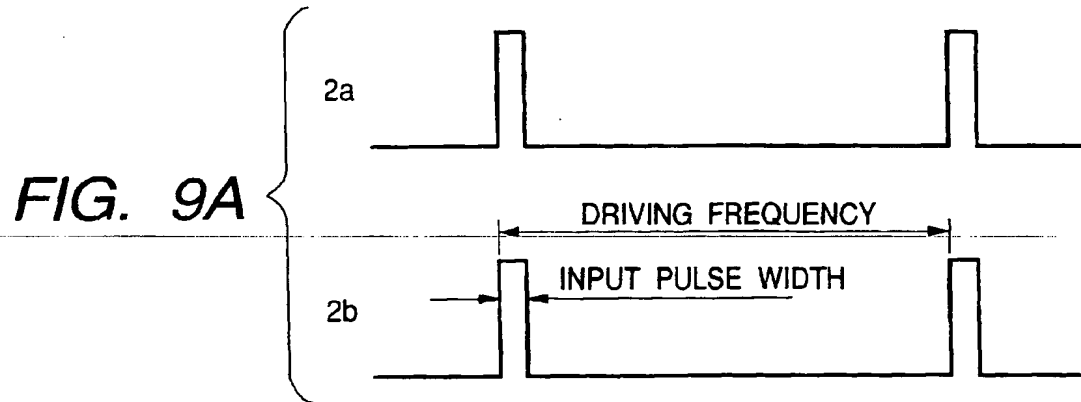 2a
FIG. 9A
DRIVING FREQUENCY
INPUT PULSE WIDTH
2b